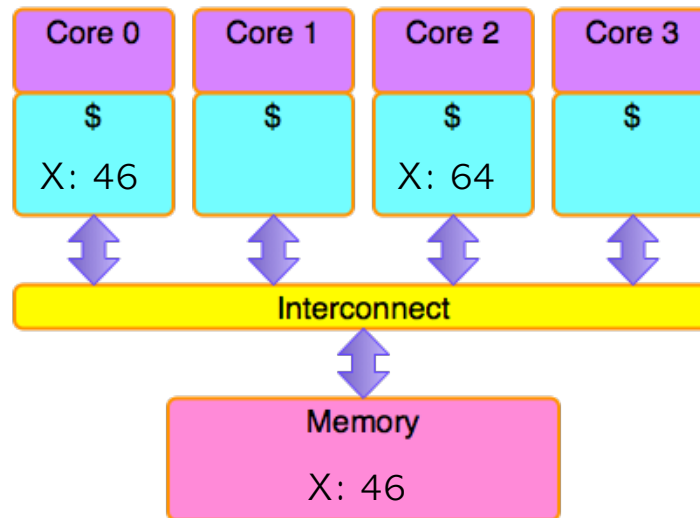 Core 0
Core 1
Core 2
Core 3
$
$
$
$
X: 46
X: 64
Interconnect
Memory
X: 46